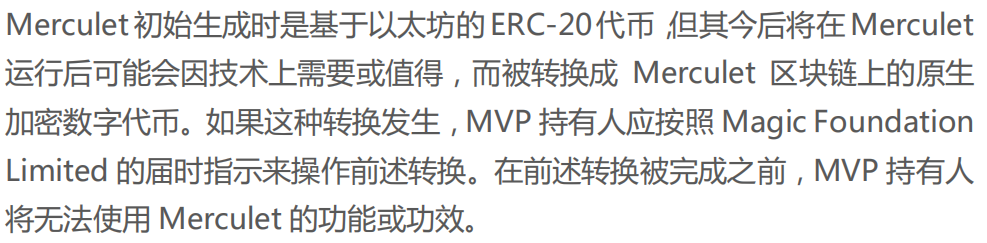 Merculet 初始生成时是基于以太坊的 ERC-20 代币,但其今后将在 Merculet
运行后可能会因技术上需要或值得，而被转换成 Merculet 区块链上的原生
加密数字代币。如果这种转换发生，MVP 持有人应按照 Magic Foundation
Limited 的届时指示来操作前述转换。在前述转换被完成之前，MVP 持有人
将无法使用 Merculet 的功能或功效。